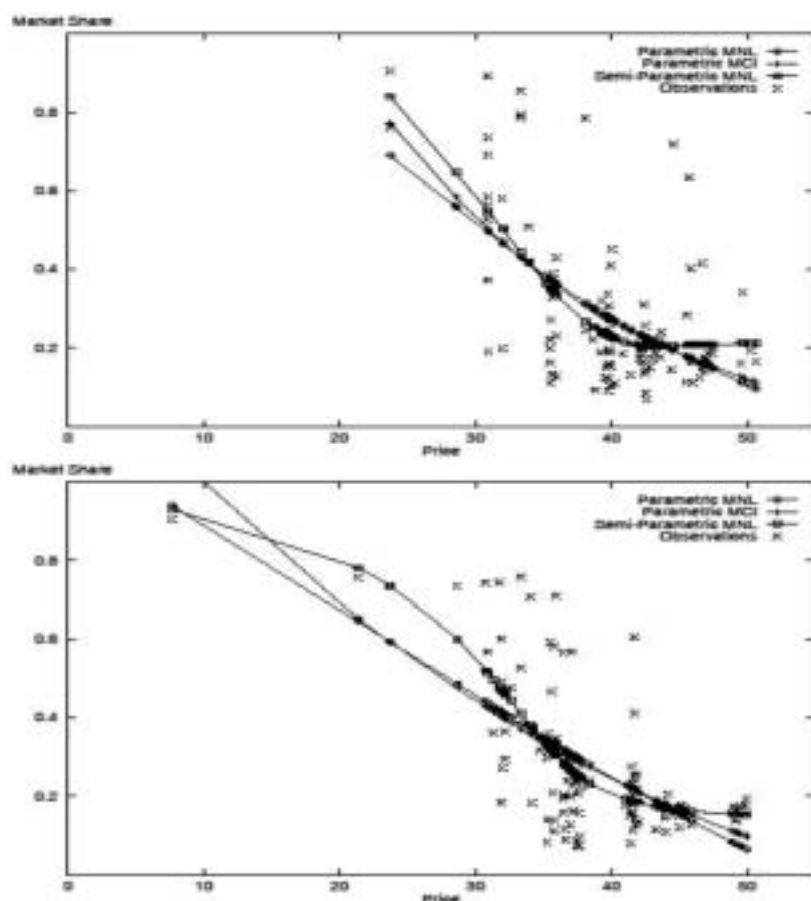 Market Share
Parametric MNL
Parametric MCI
Semi-Parametric MNL
Observations
0.8
0.6
0.4
0.2
0 10 20 30 40 50
Price
Market Share
Parametric MNL
Parametric MCI
Semi-Parametric MNL
Observations
0.8
0.6
0.4
0.2
0 10 20 30 40 50
Price